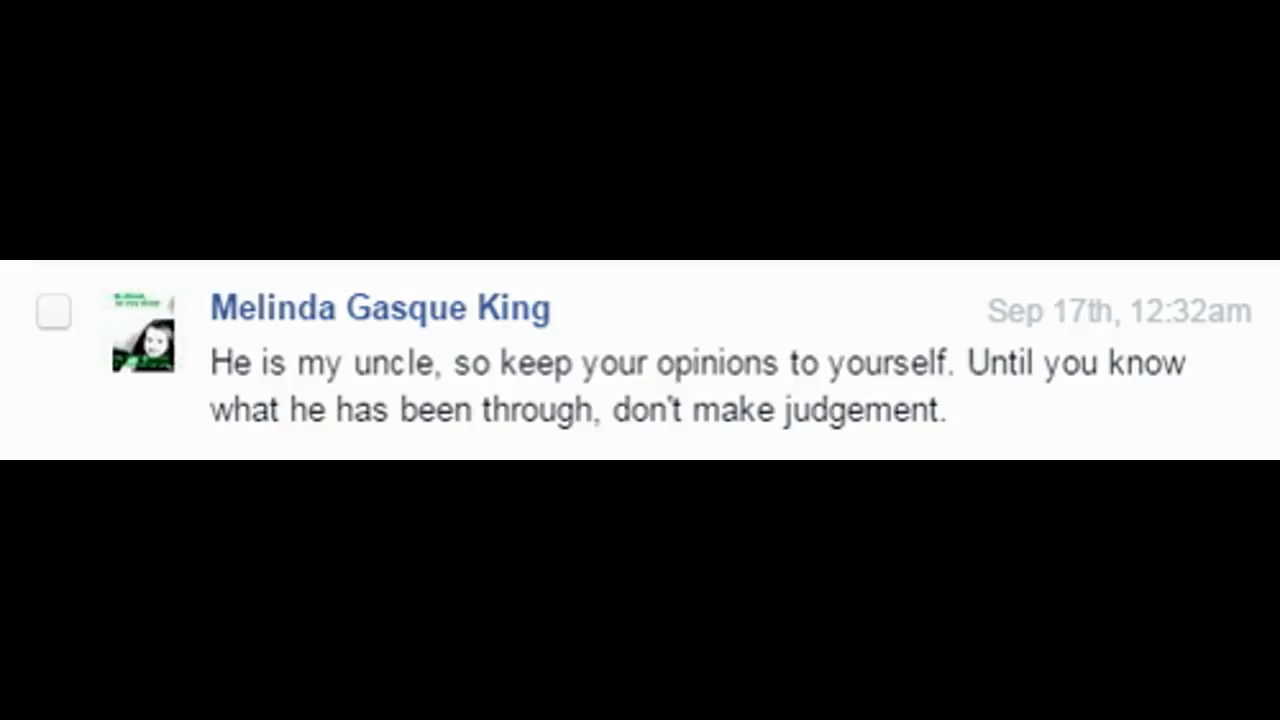 Melinda Gasque King
Sep 17th, 12:32am
He is my uncle, so keep your opinions to yourself. Until you know
what he has been through, don't make judgement.